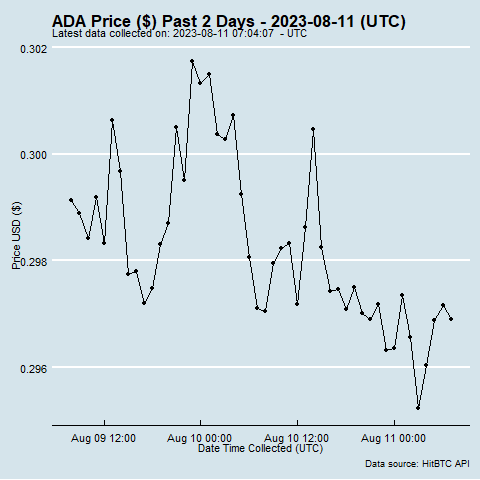 ADA Price ($) Past 2 Days - 2023-08-11 (UTC)
Latest data collected on: 2023-08-11 07:04:07 - UTC
0.302
0.300
0.298
0.296
Price USD ($)
Aug 09 12:00
Aug 10 00:00
Aug 10 12:00
Aug 11 00:00
Date Time Collected (UTC)
Data source: HitBTC API